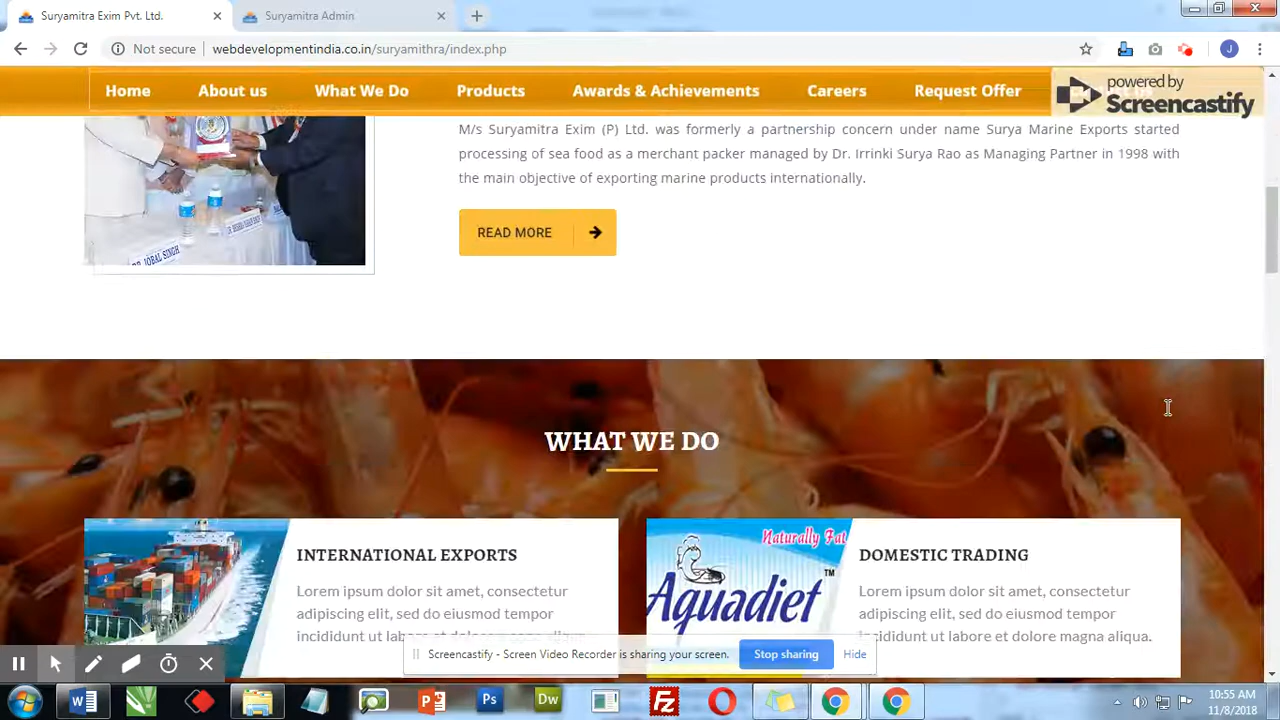 Suryamitra Exim Pvt. Ltd.
Suryamitra Admin
Not secure
webdevelopmentindia.co.in/suryamithra/index.php
J
Home
About us
What We Do
Products
Awards & Achievements
Careers
Request Offer
powered by
Screencastify
M/s Suryamitra Exim (P) Ltd. was formerly a partnership concern under name Surya Marine Exports started
processing of sea food as a merchant packer managed by Dr. Irrinki Surya Rao as Managing Partner in 1998 with
the main objective of exporting marine products internationally.
IQBAL SINGH
READ MORE
WHAT WE DO
INTERNATIONAL EXPORTS
Lorem ipsum dolor sit amet, consectetur
adipiscing elit, sed do eiusmod tempor
incididunt ut labore et dolore magna aliqua.
Naturally Fat
Aquadiet
TM
DOMESTIC TRADING
Lorem ipsum dolor sit amet, consectetur
adipiscing elit, sed do eiusmod tempor
incididunt ut labore et dolore magna aliqua.
Screencastify - Screen Video Recorder is sharing your screen.
Stop sharing
Hide
W
P
Ps
Dw
Fz
10:55 AM
11/8/2018